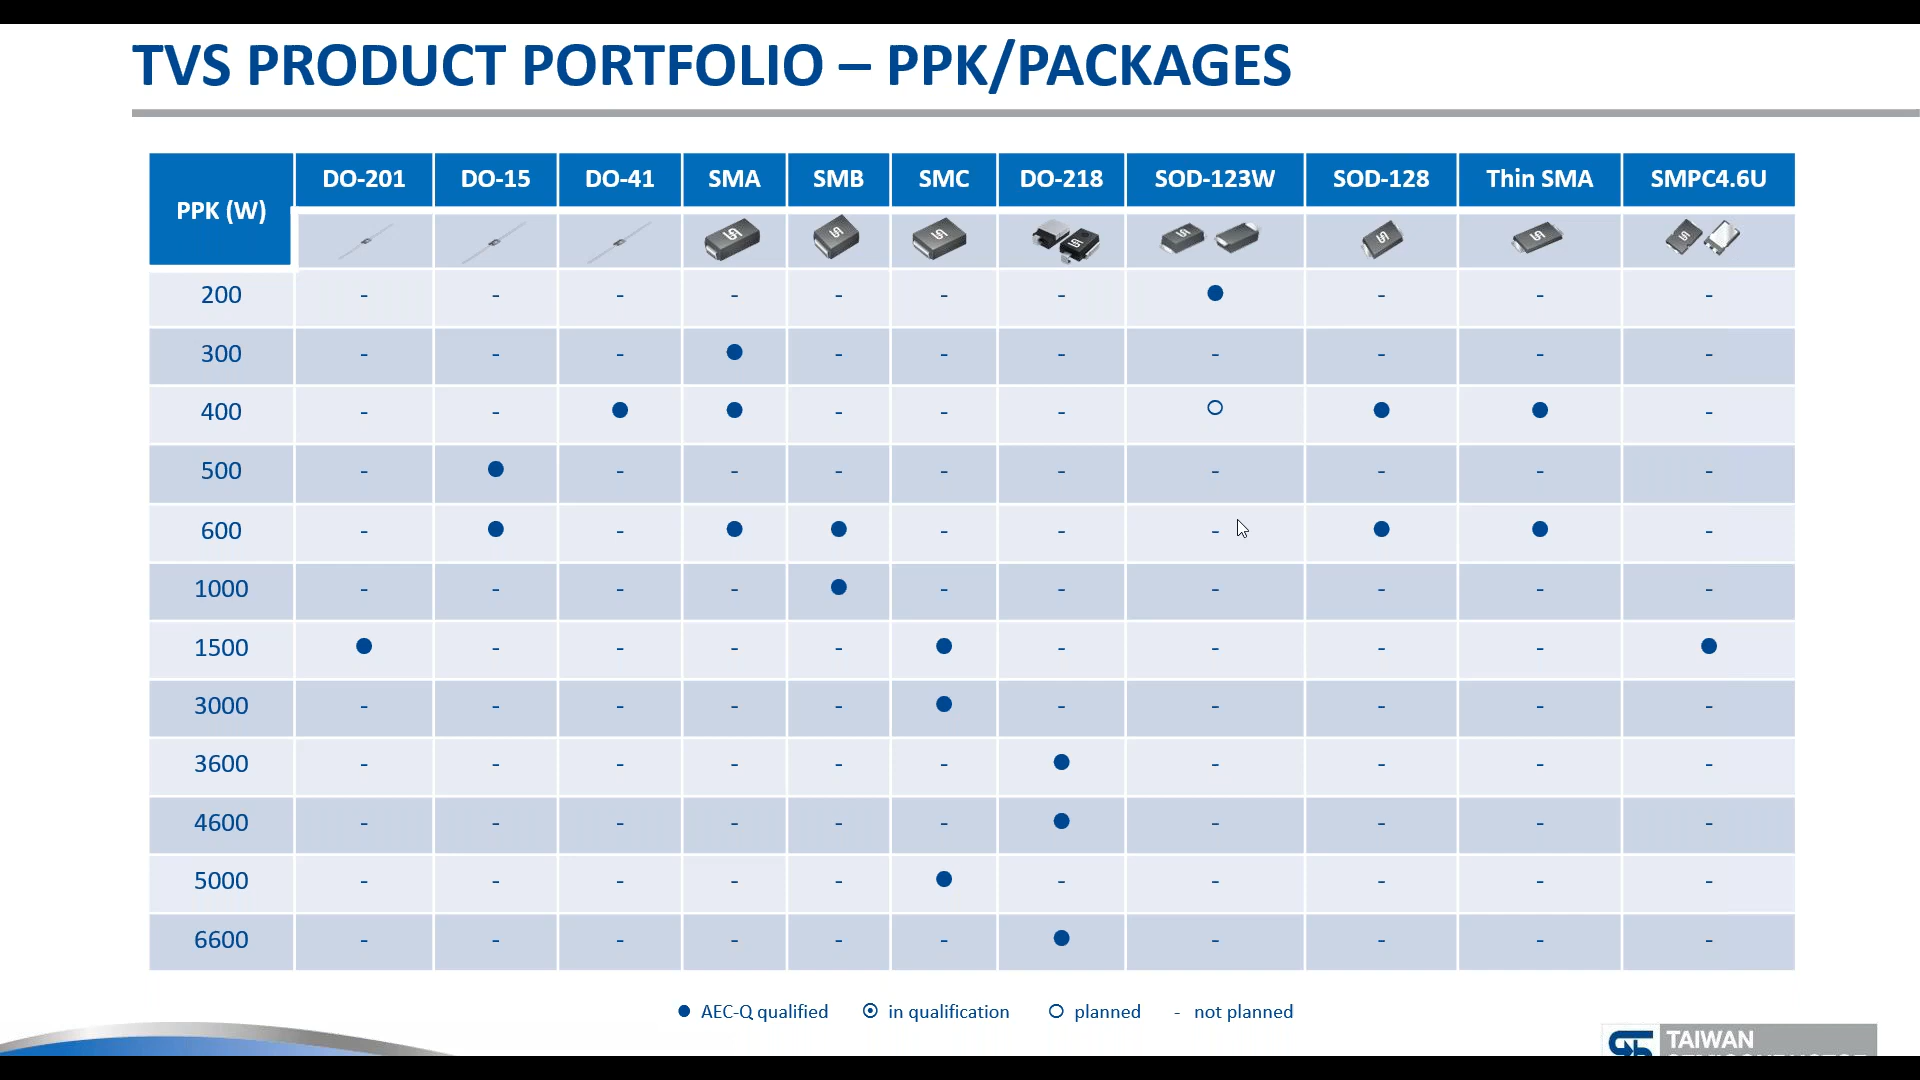 TVS PRODUCT PORTFOLIO – PPK/PACKAGES
PPK (W) DO-201 DO-15 DO-41 SMA SMB SMC DO-218 SOD-123W SOD-128 Thin SMA SMPC4.6U
200 - - - - - - - ● - - -
300 - - - ● - - - - - - -
400 - - ● ● - - - ○ ● ● -
500 - ● - - - - - - - - -
600 - ● - ● ● - - - ● ● -
1000 - - - - ● - - - - - -
1500 ● - - - - ● - - - - ●
3000 - - - - - ● - - - - -
3600 - - - - - - ● - - - -
4600 - - - - - - ● - - - -
5000 - - - - - ● - - - - -
6600 - - - - - - ● - - - -
● AEC-Q qualified ⦿ in qualification ○ planned - not planned
TAIWAN